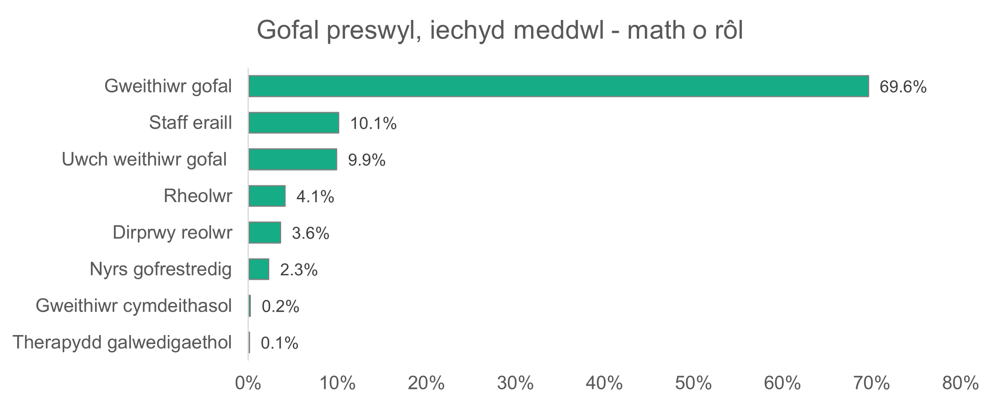 Gofal preswyl, iechyd meddwl - math o rôl
Gweithiwr gofal 69.6%
Staff eraill 10.1%
Uwch weithiwr gofal 9.9%
Rheolwr 4.1%
Dirprwy reolwr 3.6%
Nyrs gofrestredig 2.3%
Gweithiwr cymdeithasol 0.2%
Therapydd galwedigaethol 0.1%
0% 10% 20% 30% 40% 50% 60% 70% 80%